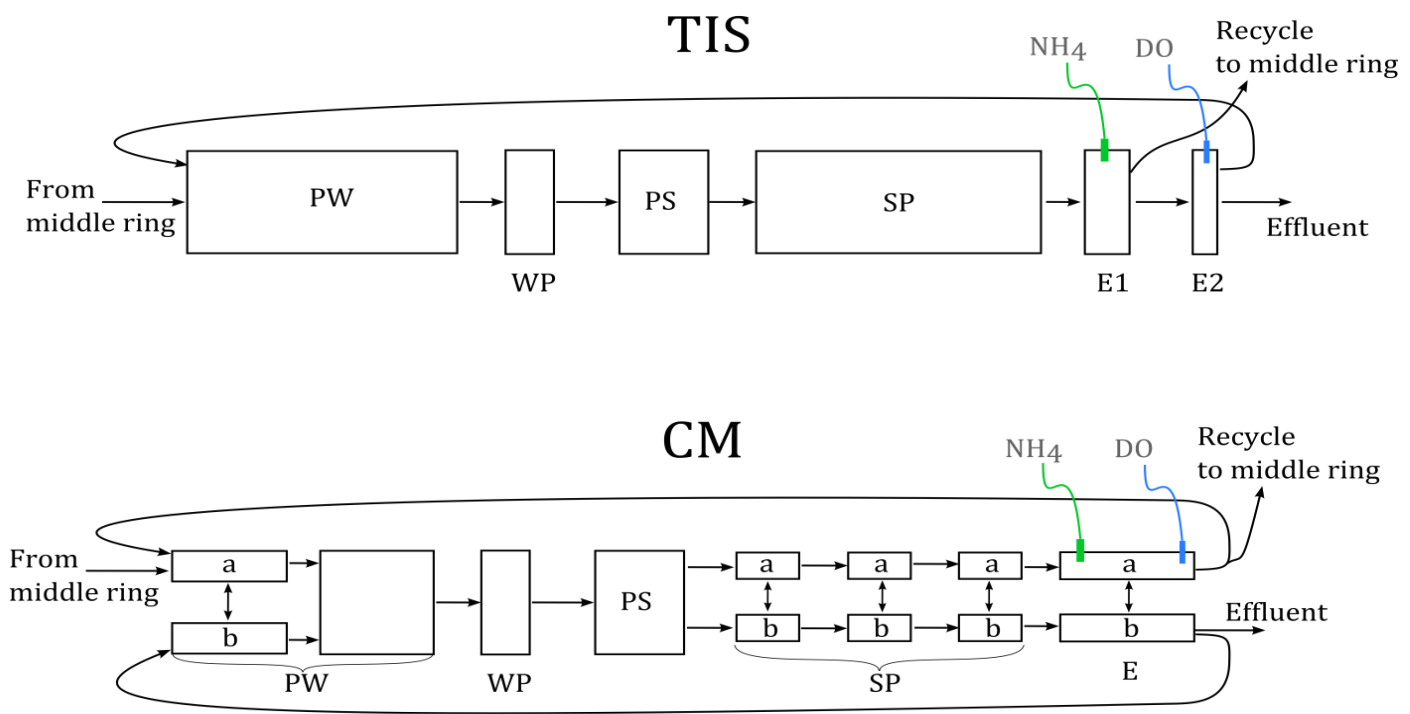 TIS
NH4
DO
Recycle
to middle ring
From
middle ring
PW
PS
SP
Effluent
WP
E1
E2
CM
NH4
DO
Recycle
to middle ring
From
middle ring
a
a
a
a
a
PS
b
b
b
b
b
Effluent
PW
WP
SP
E